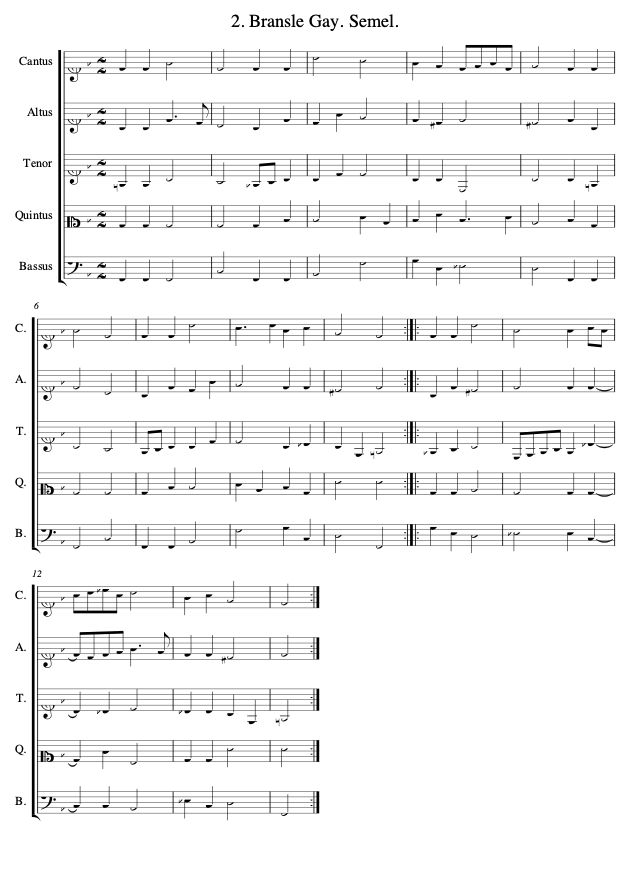 2. Bransle Gay. Semel.
Cantus
Altus
Tenor
Quintus
Bassus
6
C.
A.
T.
Q.
B.
12
C.
A.
T.
Q.
B.